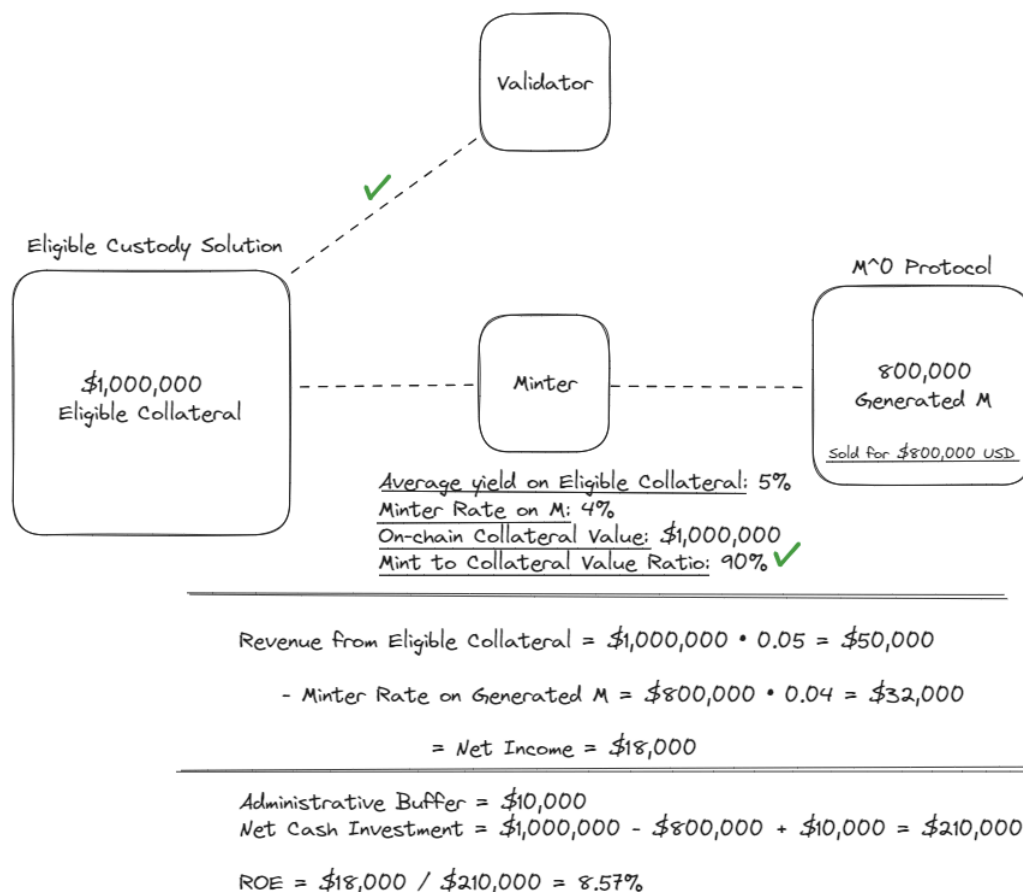 Validator
Eligible Custody Solution
$1,000,000
Eligible Collateral
Minter
M^O Protocol
800,000
Generated M
Sold for $800,000 USD
Average yield on Eligible Collateral: 5%
Minter Rate on M: 4%
On-chain Collateral Value: $1,000,000
Mint to Collateral Value Ratio: 90%
Revenue from Eligible Collateral = $1,000,000 • 0.05 = $50,000
- Minter Rate on Generated M = $800,000 • 0.04 = $32,000
= Net Income = $18,000
Administrative Buffer = $10,000
Net Cash Investment = $1,000,000 - $800,000 + $10,000 = $210,000
ROE = $18,000 / $210,000 = 8.57%